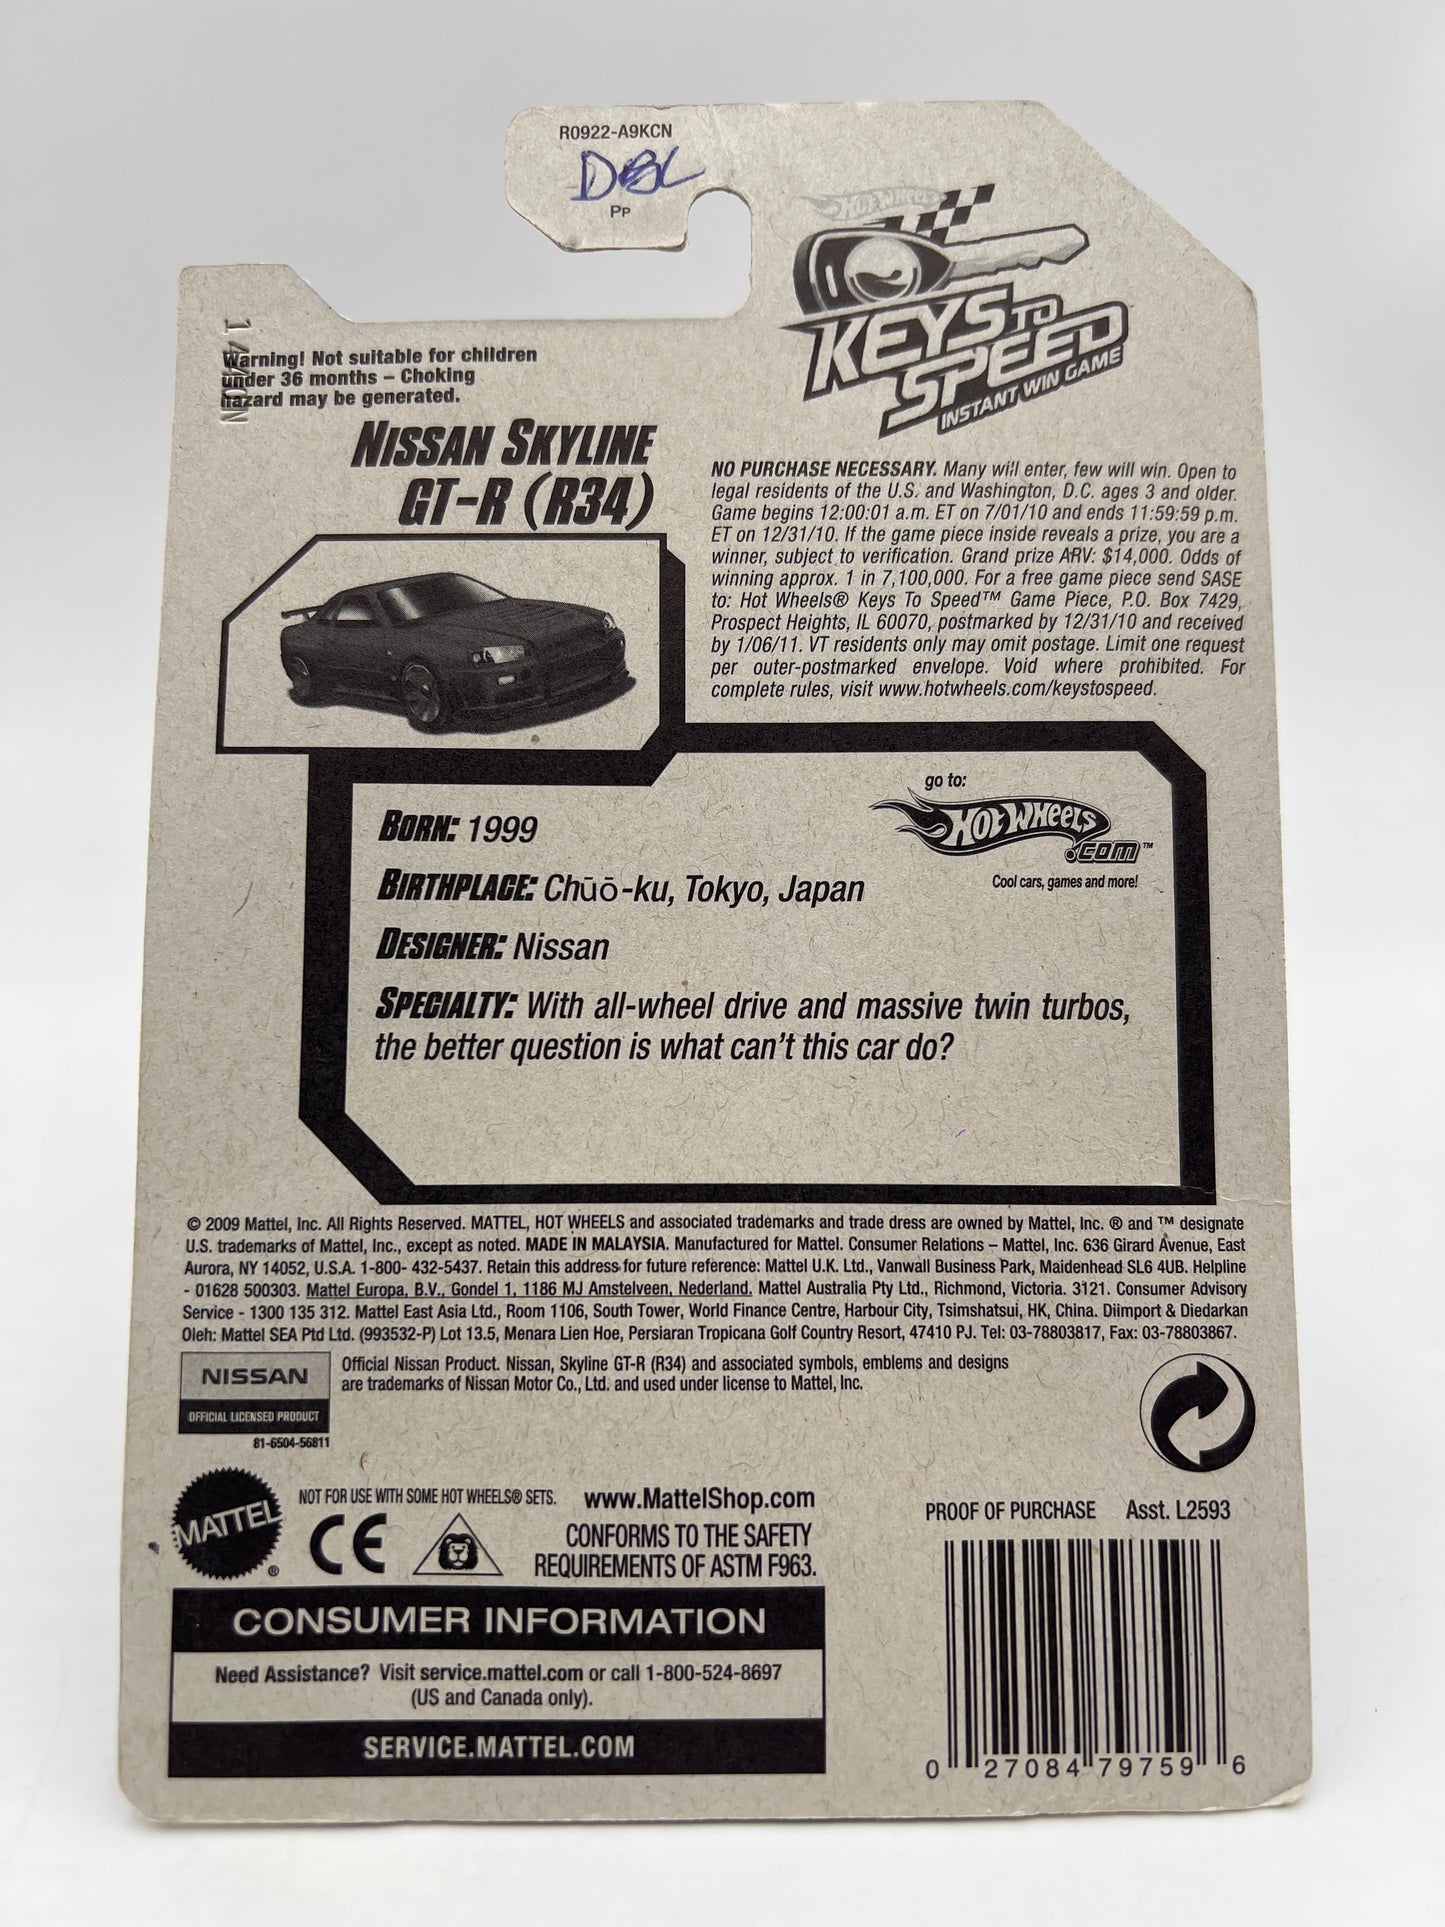 R0922-A9KCN
DBL
PP
HOT WHEELS
KEYS TO
SPEED
INSTANT WIN GAME
Warning! Not suitable for children
under 36 months – Choking
hazard may be generated.
NISSAN SKYLINE
GT-R (R34)
NO PURCHASE NECESSARY. Many will enter, few will win. Open to
legal residents of the U.S. and Washington, D.C. ages 3 and older.
Game begins 12:00:01 a.m. ET on 7/01/10 and ends 11:59:59 p.m.
ET on 12/31/10. If the game piece inside reveals a prize, you are a
winner, subject to verification. Grand prize ARV: $14,000. Odds of
winning approx. 1 in 7,100,000. For a free game piece send SASE
to: Hot Wheels® Keys To Speed™ Game Piece, P.O. Box 7429,
Prospect Heights, IL 60070, postmarked by 12/31/10 and received
by 1/06/11. VT residents only may omit postage. Limit one request
per outer-postmarked envelope. Void where prohibited. For
complete rules, visit www.hotwheels.com/keystospeed.
go to:
HOT WHEELS
.COM™
Cool cars, games and more!
BORN: 1999
BIRTHPLACE: Chūō-ku, Tokyo, Japan
DESIGNER: Nissan
SPECIALTY: With all-wheel drive and massive twin turbos,
the better question is what can't this car do?
© 2009 Mattel, Inc. All Rights Reserved. MATTEL, HOT WHEELS and associated trademarks and trade dress are owned by Mattel, Inc. ® and ™ designate
U.S. trademarks of Mattel, Inc., except as noted. MADE IN MALAYSIA. Manufactured for Mattel. Consumer Relations – Mattel, Inc. 636 Girard Avenue, East
Aurora, NY 14052, U.S.A. 1-800- 432-5437. Retain this address for future reference: Mattel U.K. Ltd., Vanwall Business Park, Maidenhead SL6 4UB. Helpline
- 01628 500303. Mattel Europa, B.V., Gondel 1, 1186 MJ Amstelveen, Nederland. Mattel Australia Pty Ltd., Richmond, Victoria. 3121. Consumer Advisory
Service - 1300 135 312. Mattel East Asia Ltd., Room 1106, South Tower, World Finance Centre, Harbour City, Tsimshatsui, HK, China. Diimport & Diedarkan
Oleh: Mattel SEA Ptd Ltd. (993532-P) Lot 13.5, Menara Lien Hoe, Persiaran Tropicana Golf Country Resort, 47410 PJ. Tel: 03-78803817, Fax: 03-78803867.
NISSAN
OFFICIAL LICENSED PRODUCT
81-6504-56811
Official Nissan Product. Nissan, Skyline GT-R (R34) and associated symbols, emblems and designs
are trademarks of Nissan Motor Co., Ltd. and used under license to Mattel, Inc.
MATTEL®
NOT FOR USE WITH SOME HOT WHEELS® SETS.
CE
www.MattelShop.com
CONFORMS TO THE SAFETY
REQUIREMENTS OF ASTM F963.
PROOF OF PURCHASE Asst. L2593
CONSUMER INFORMATION
Need Assistance? Visit service.mattel.com or call 1-800-524-8697
(US and Canada only).
SERVICE.MATTEL.COM
0 27084 79759 6